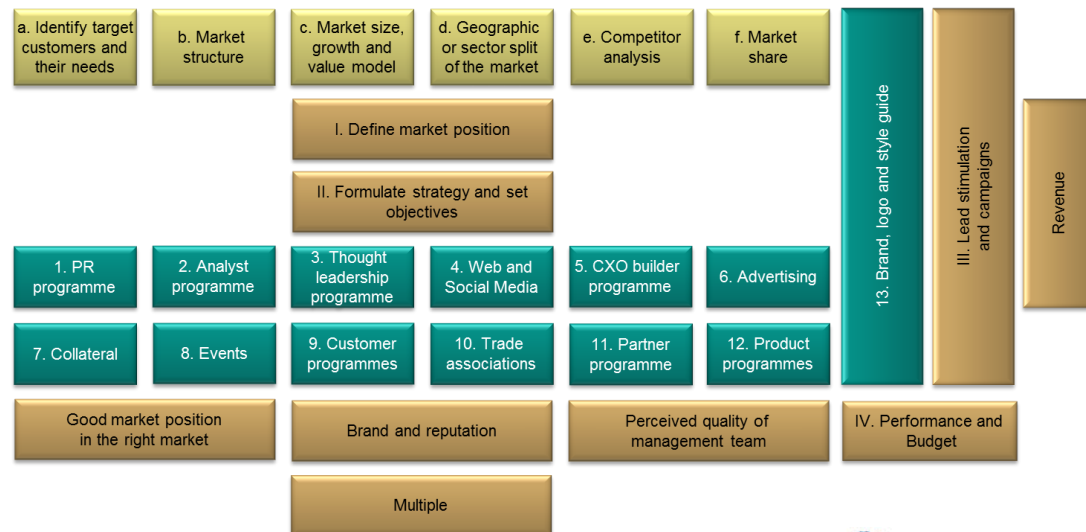 a. Identify target
customers and
their needs
b. Market
structure
c. Market size,
growth and
value model
d. Geographic
or sector split
of the market
e. Competitor
analysis
f. Market
share
I. Define market position
II. Formulate strategy and set
objectives
1. PR
programme
2. Analyst
programme
3. Thought
leadership
programme
4. Web and
Social Media
5. CXO builder
programme
6. Advertising
7. Collateral
8. Events
9. Customer
programmes
10. Trade
associations
11. Partner
programme
12. Product
programmes
13. Brand, logo and style guide
III. Lead stimulation
and campaigns
Revenue
Good market position
in the right market
Brand and reputation
Perceived quality of
management team
IV. Performance and
Budget
Multiple